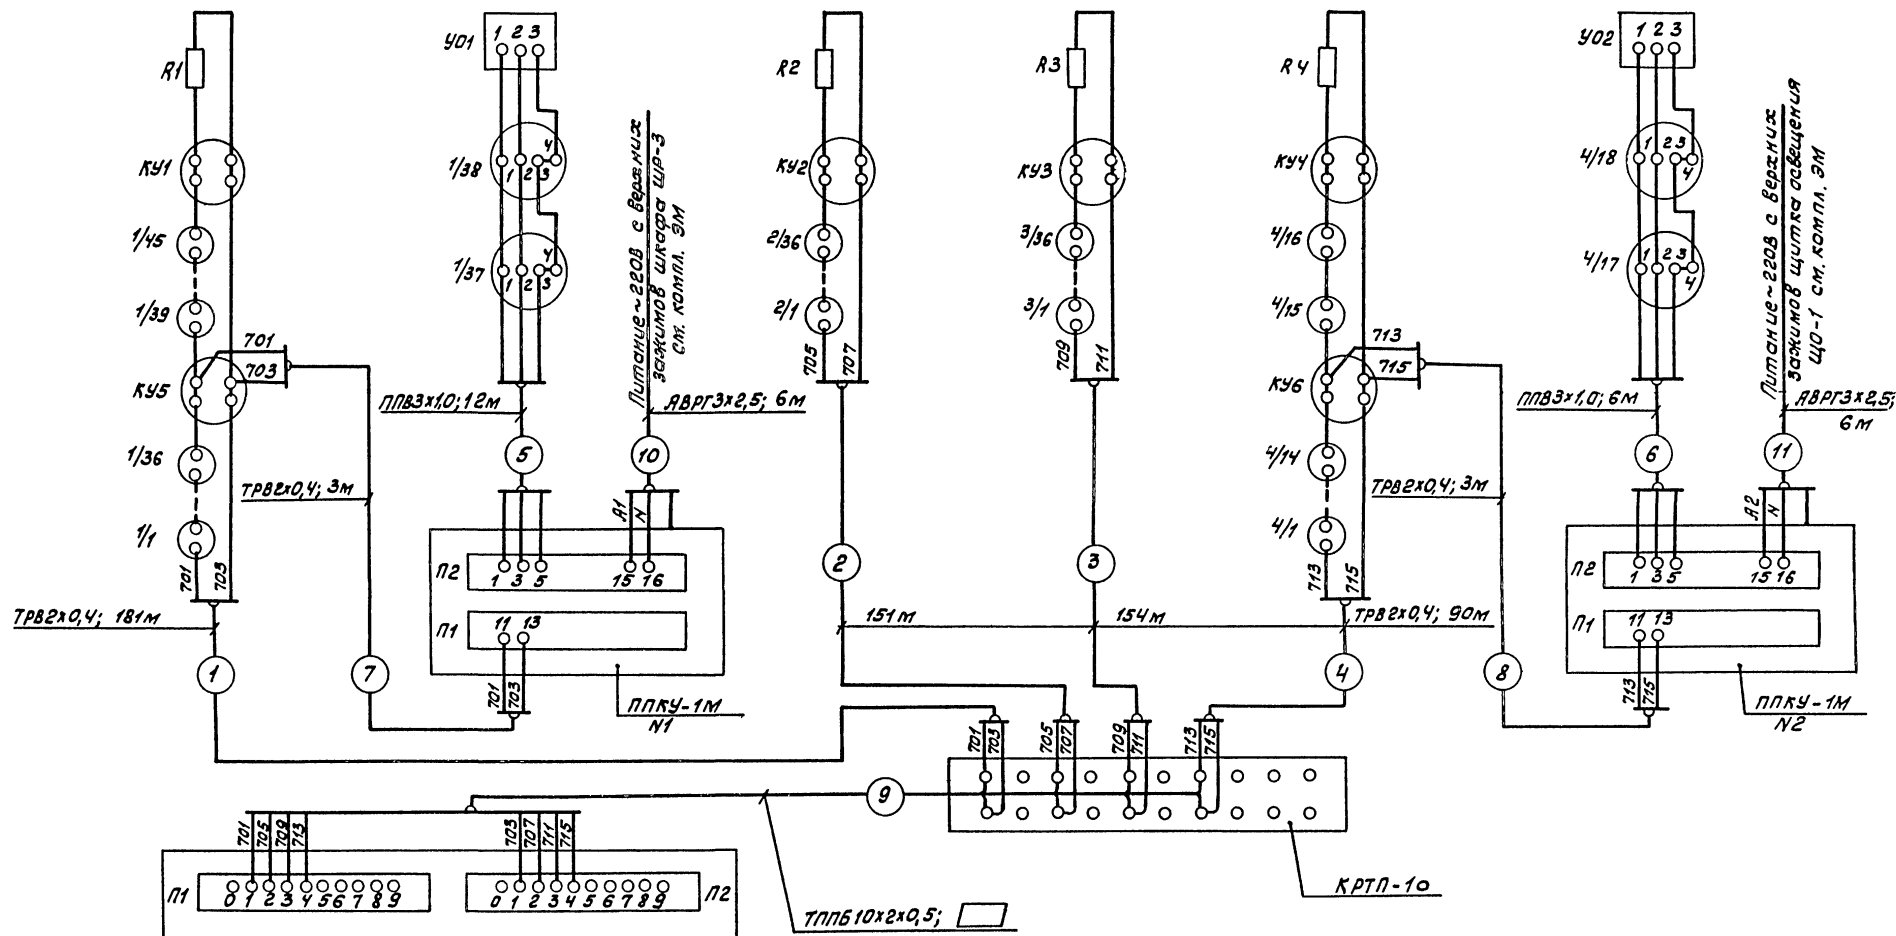 R1
КУ1
1/45
1/39
701
703
КУ5
1/36
1/1
701
703
ТРВ2х0,4; 181м
1
ТРВ2х0,4; 3м
7
УО1
1 2 3
4
1/38
1 2 3
4
1/37
1 2 3
ППВ3х1,0; 12м
5
Питание~220В с верхних
зажимов шкафа ЩР-3
см. компл. ЭМ
АВРГ3х2,5; 6м
10
А1
N
П2
1 3 5 15 16
П1
11 13
701
703
ППКУ-1М
N1
R2
КУ2
2/36
2/1
705
707
2
151м
R3
КУ3
3/36
3/1
709
711
3
154м
R4
КУ4
4/16
4/15
713
715
КУ6
4/14
4/1
713
715
ТРВ2х0,4; 90м
4
ТРВ2х0,4; 3м
8
УО2
1 2 3
4/18
1 2 3
4
4/17
1 2 3
4
ППВ3х1,0; 6м
6
Питание~220В с верхних
зажимов щитка освещения
ЩО-1 см. компл. ЭМ
АВРГ3х2,5;
6м
11
А2
N
П2
1 3 5 15 16
П1
11 13
713
715
ППКУ-1М
N2
701
703
705
707
709
711
713
715
9
КРТП-10
701
705
709
713
703
707
711
715
П1
0 1 2 3 4 5 6 7 8 9
0 1 2 3 4 5 6 7 8 9
П2
ТППБ10х2х0,5;